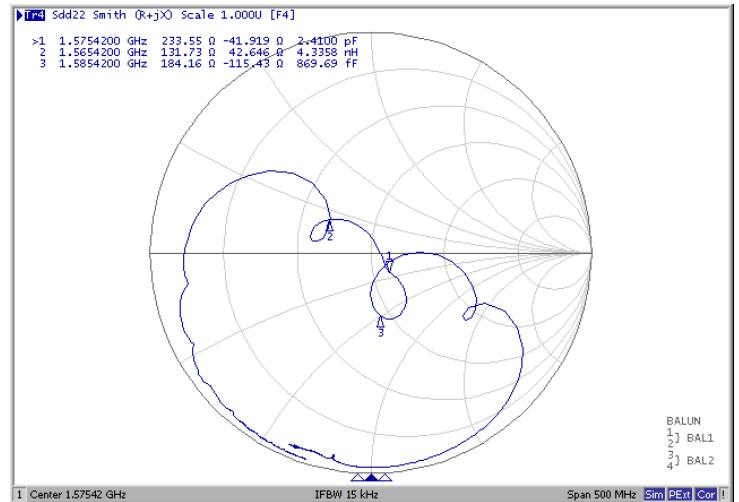 Tr4 Sdd22 Smith (R+jX) Scale 1.000U [F4]
>1 1.5754200 GHz 233.55 Ω -41.919 Ω 2.4100 pF
2 1.5654200 GHz 131.73 Ω 42.646 Ω 4.3358 nH
3 1.5854200 GHz 184.16 Ω -115.43 Ω 869.69 fF
2
1
3
BALUN
1
2} BAL1
3
4} BAL2
1 Center 1.57542 GHz IFBW 15 kHz Span 500 MHz Sim PExt Cor !